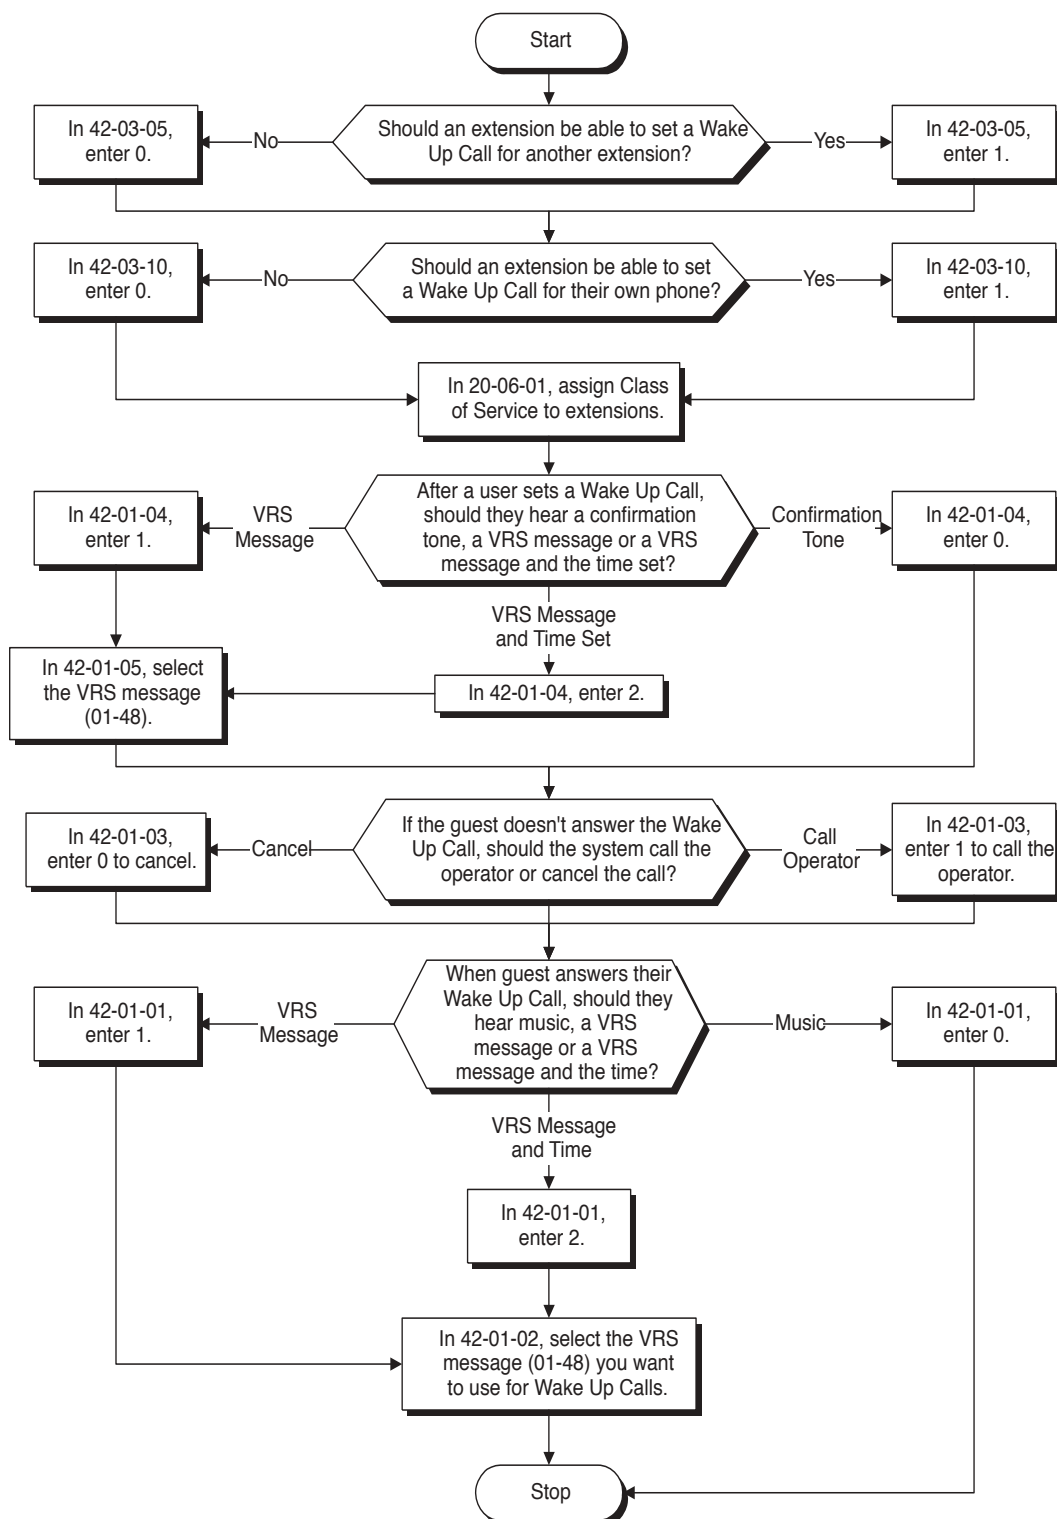 Start
In 42-03-05,
enter 0.
No
Should an extension be able to set a Wake
Up Call for another extension?
Yes
In 42-03-05,
enter 1.
In 42-03-10,
enter 0.
No
Should an extension be able to set
a Wake Up Call for their own phone?
Yes
In 42-03-10,
enter 1.
In 20-06-01, assign Class
of Service to extensions.
In 42-01-04,
enter 1.
VRS
Message
After a user sets a Wake Up Call,
should they hear a confirmation
tone, a VRS message or a VRS
message and the time set?
Confirmation
Tone
In 42-01-04,
enter 0.
VRS Message
and Time Set
In 42-01-05, select
the VRS message
(01-48).
In 42-01-04, enter 2.
In 42-01-03,
enter 0 to cancel.
Cancel
If the guest doesn't answer the Wake
Up Call, should the system call the
operator or cancel the call?
Call
Operator
In 42-01-03,
enter 1 to call the
operator.
In 42-01-01,
enter 1.
VRS
Message
When guest answers their
Wake Up Call, should they
hear music, a VRS
message or a VRS
message and the time?
Music
In 42-01-01,
enter 0.
VRS Message
and Time
In 42-01-01,
enter 2.
In 42-01-02, select the VRS
message (01-48) you want
to use for Wake Up Calls.
Stop